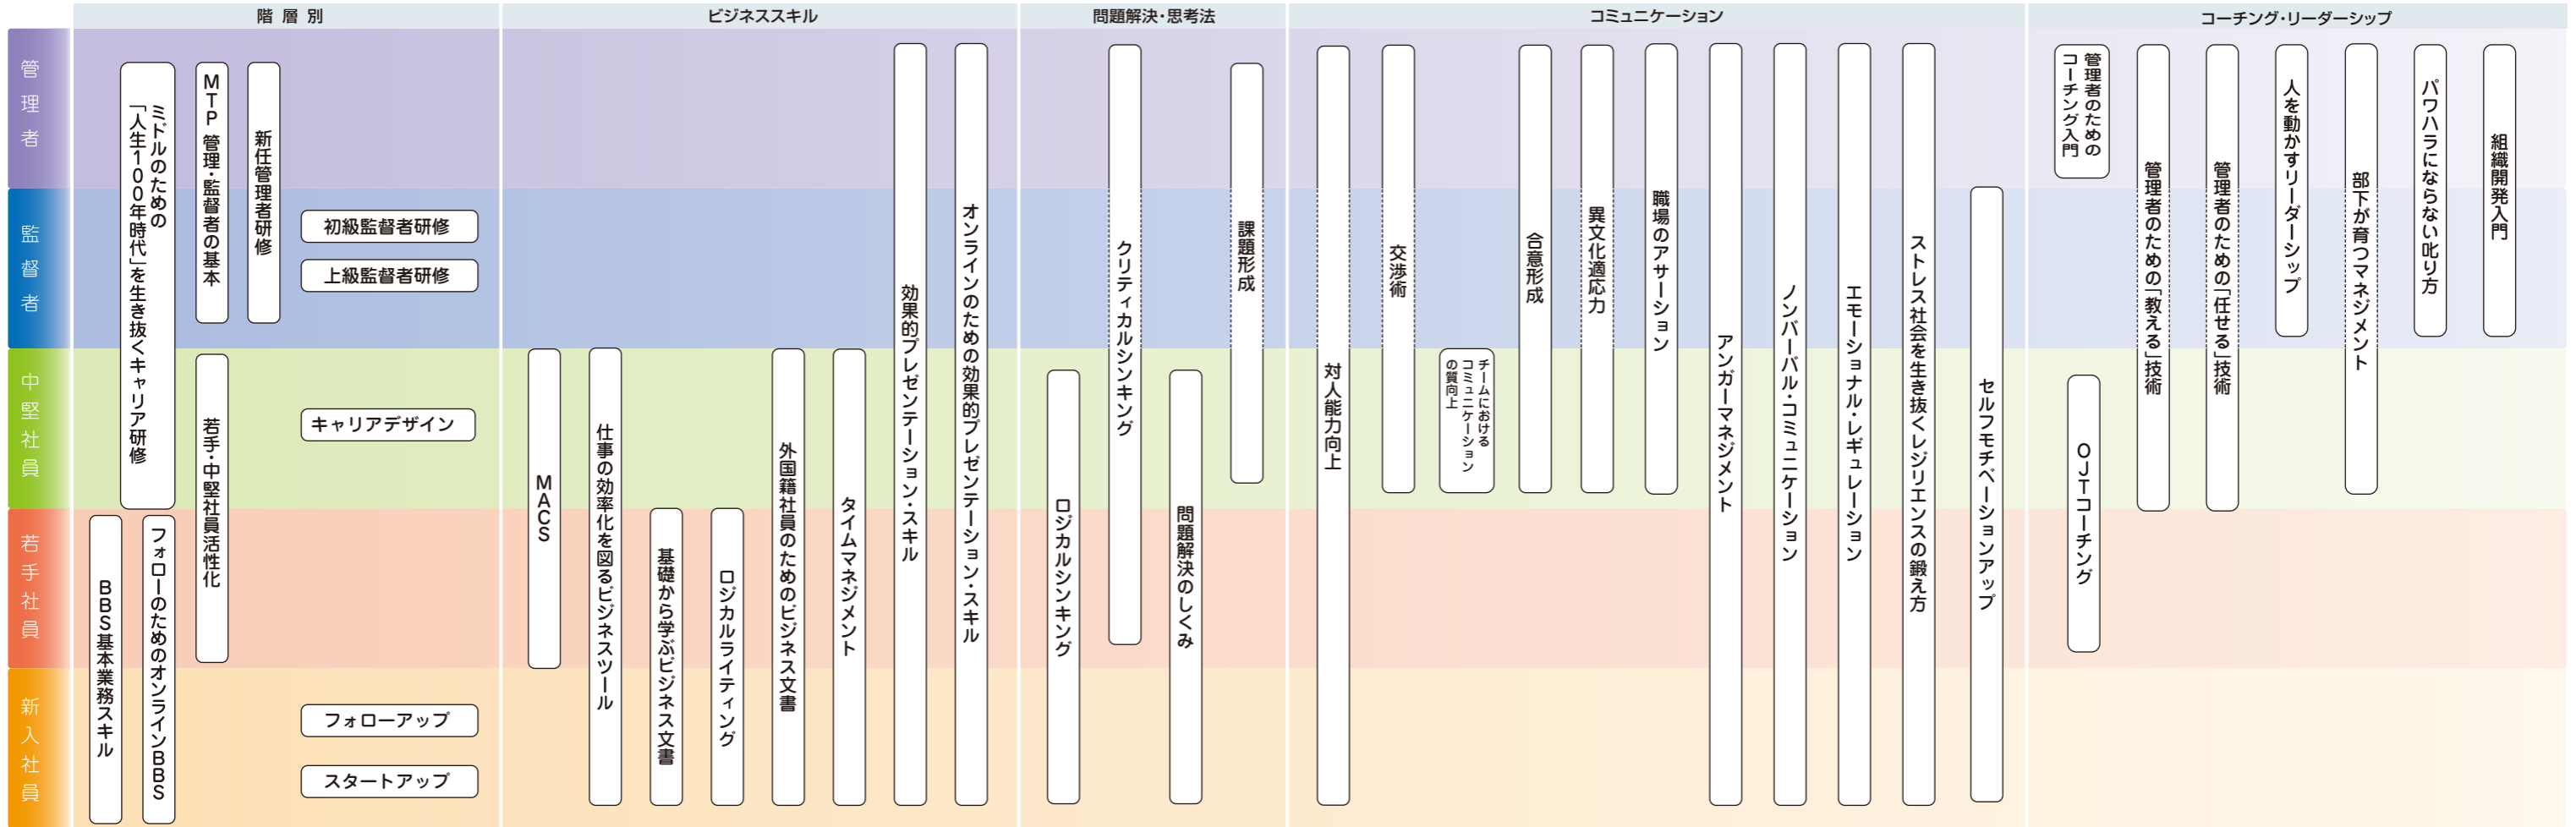 階層別
ビジネススキル
問題解決・思考法
コミュニケーション
コーチング・リーダーシップ
管理者
監督者
中堅社員
若手社員
新入社員
ミドルのための
「人生100年時代」を生き抜くキャリア研修
MTP 管理・監督者の基本
新任管理者研修
初級監督者研修
上級監督者研修
若手・中堅社員活性化
キャリアデザイン
BBS基本業務スキル
フォローのためのオンラインBBS
フォローアップ
スタートアップ
MACS
仕事の効率化を図るビジネスツール
基礎から学ぶビジネス文書
ロジカルライティング
外国籍社員のためのビジネス文書
タイムマネジメント
効果的プレゼンテーション・スキル
オンラインのための効果的プレゼンテーション・スキル
ロジカルシンキング
クリティカルシンキング
問題解決のしくみ
課題形成
対人能力向上
交渉術
チームにおける
コミュニケーション
の質向上
合意形成
異文化適応力
職場のアサーション
アンガーマネジメント
ノンバーバル・コミュニケーション
エモーショナル・レギュレーション
ストレス社会を生き抜くレジリエンスの鍛え方
セルフモチベーションアップ
管理者のための
コーチング入門
OJTコーチング
管理者のための「教える」技術
管理者のための「任せる」技術
人を動かすリーダーシップ
部下が育つマネジメント
パワハラにならない叱り方
組織開発入門